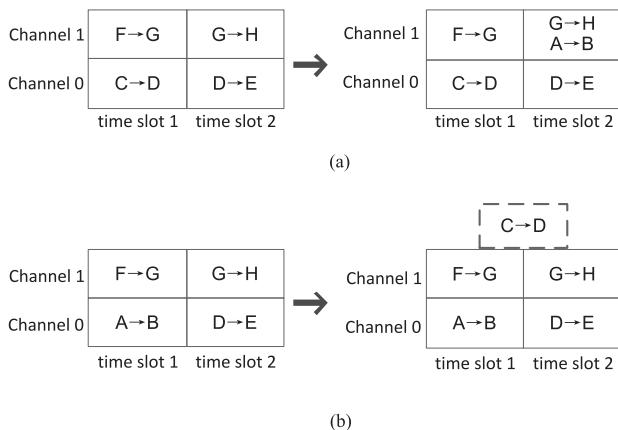 Channel 1 F→G G→H
Channel 0 C→D D→E
time slot 1 time slot 2
Channel 1 F→G G→H
A→B
Channel 0 C→D D→E
time slot 1 time slot 2
(a)
Channel 1 F→G G→H
Channel 0 A→B D→E
time slot 1 time slot 2
C→D
Channel 1 F→G G→H
Channel 0 A→B D→E
time slot 1 time slot 2
(b)